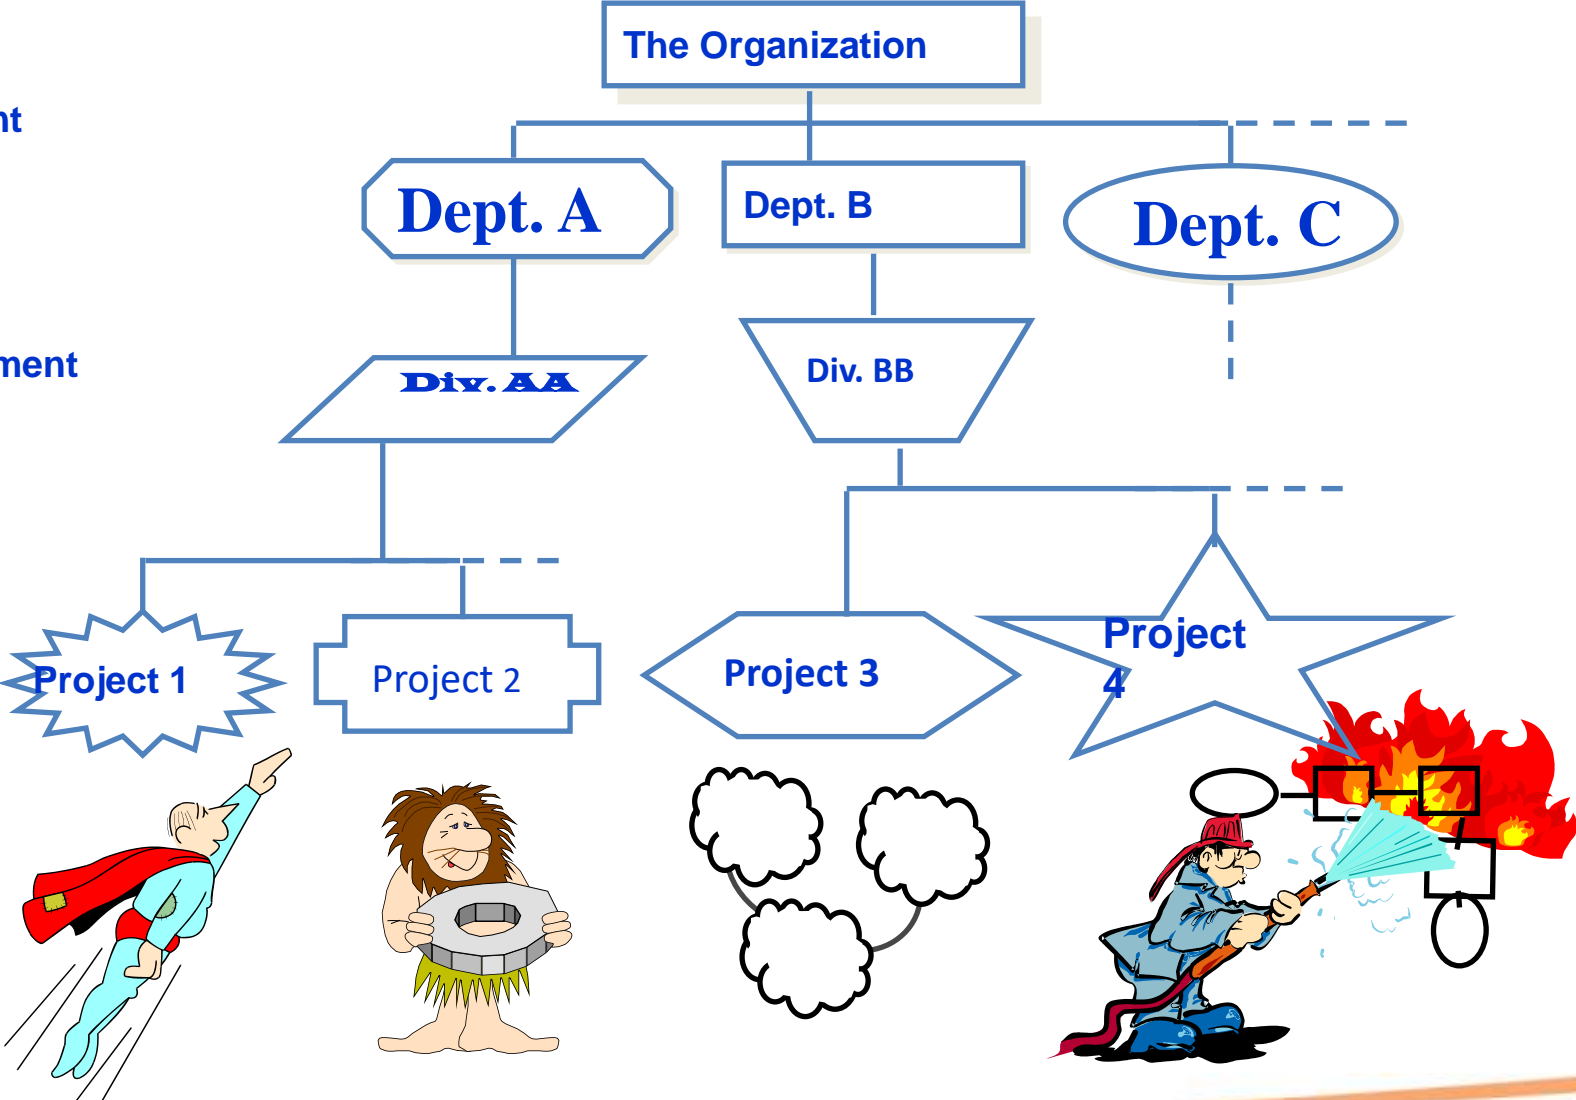 The Organization
nt
Dept. A
Dept. B
Dept. C
ment
Div. AA
Div. BB
Project 1
Project 2
Project 3
Project
4